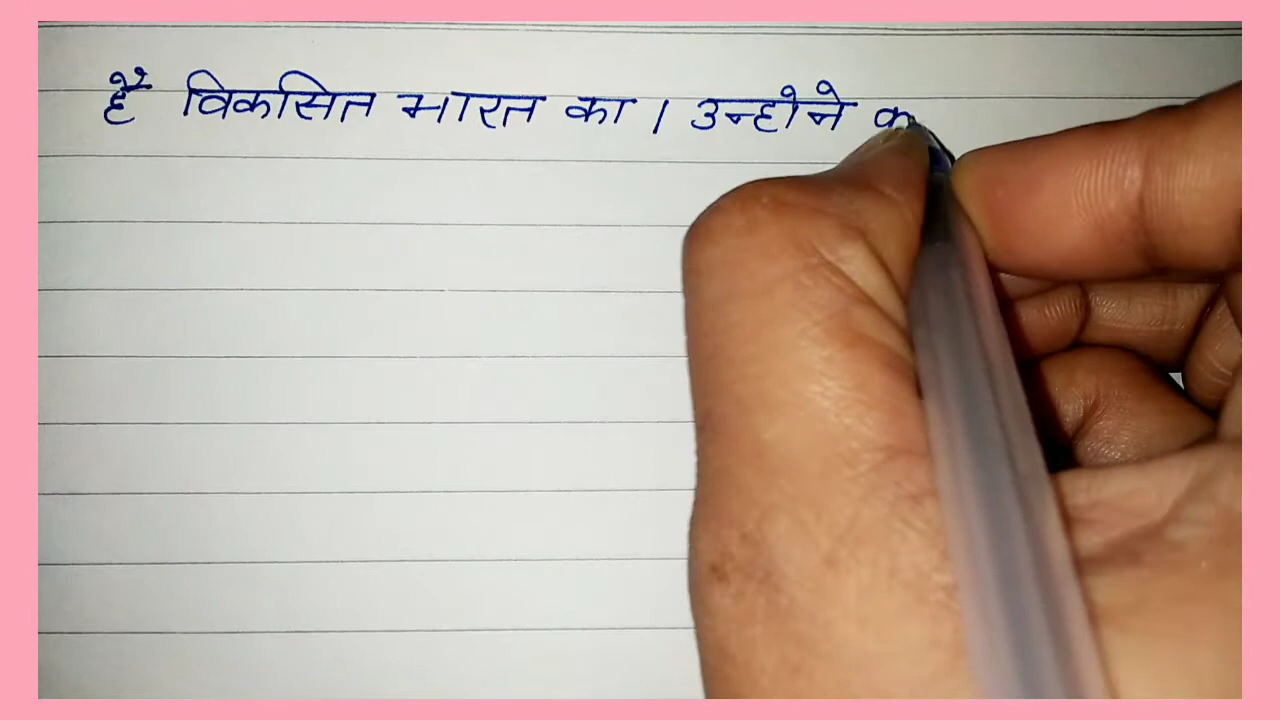 हैं विकसित भारत का । उन्होने